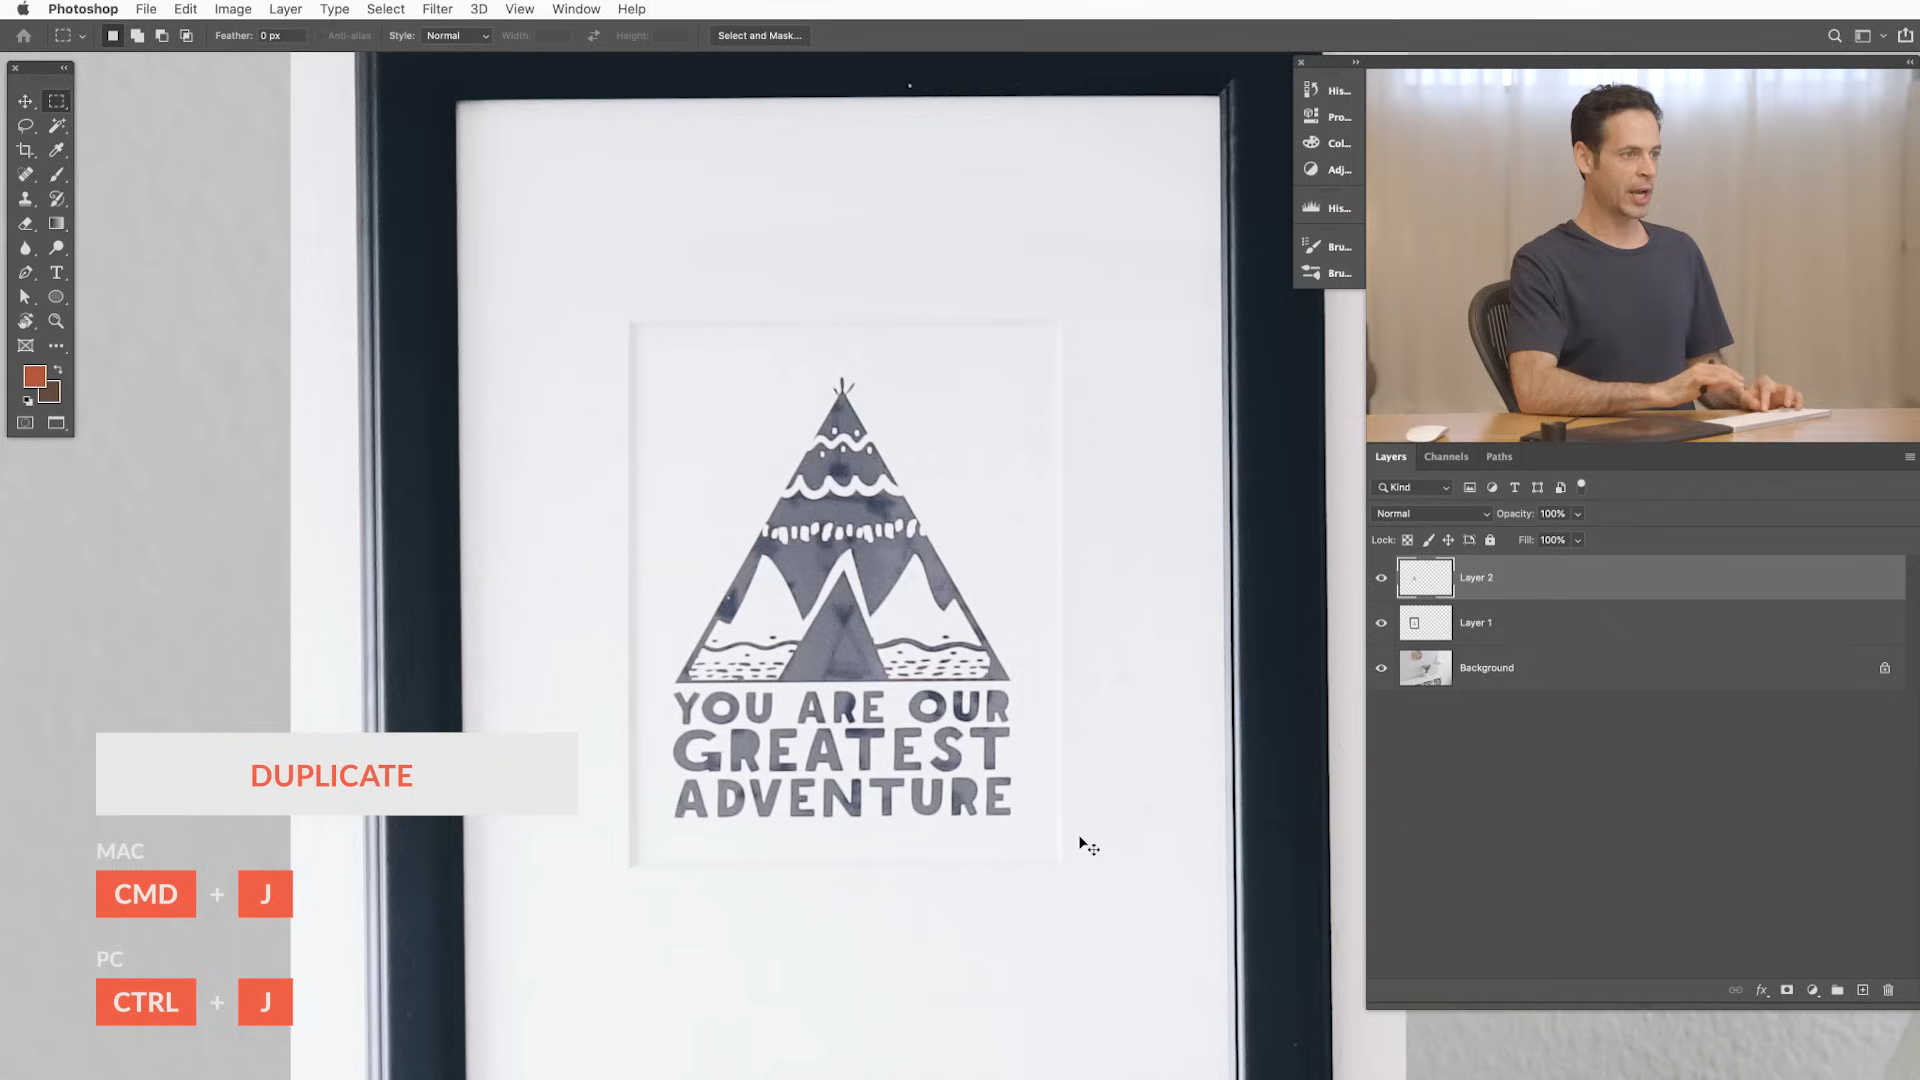 Photoshop File Edit Image Layer Type Select Filter 3D View Window Help
Feather: 0 px Anti-alias Style: Normal Width: Height: Select and Mask...
His...
Pro...
Col...
Adj...
His...
Bru...
Bru...
YOU ARE OUR
GREATEST
ADVENTURE
DUPLICATE
MAC
CMD + J
PC
CTRL + J
Layers Channels Paths
Kind
Normal Opacity: 100%
Lock: Fill: 100%
Layer 2
Layer 1
Background
fx